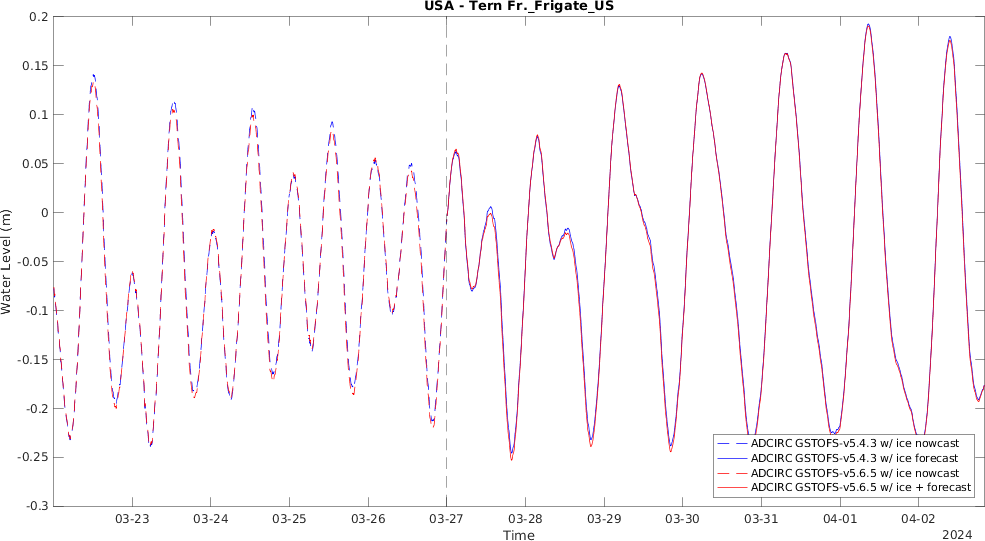 USA - Tern Fr._Frigate_US
Water Level (m)
0.2
0.15
0.1
0.05
0
-0.05
-0.1
-0.15
-0.2
-0.25
-0.3
ADCIRC GSTOFS-v5.4.3 w/ ice nowcast
ADCIRC GSTOFS-v5.4.3 w/ ice forecast
ADCIRC GSTOFS-v5.6.5 w/ ice nowcast
ADCIRC GSTOFS-v5.6.5 w/ ice + forecast
03-23 03-24 03-25 03-26 03-27 03-28 03-29 03-30 03-31 04-01 04-02
Time
2024